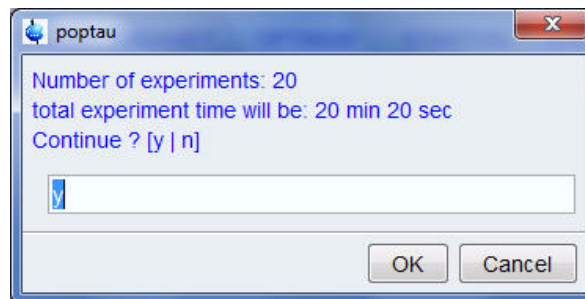 poptau
Number of experiments: 20
total experiment time will be: 20 min 20 sec
Continue ? [y | n]
y
OK Cancel